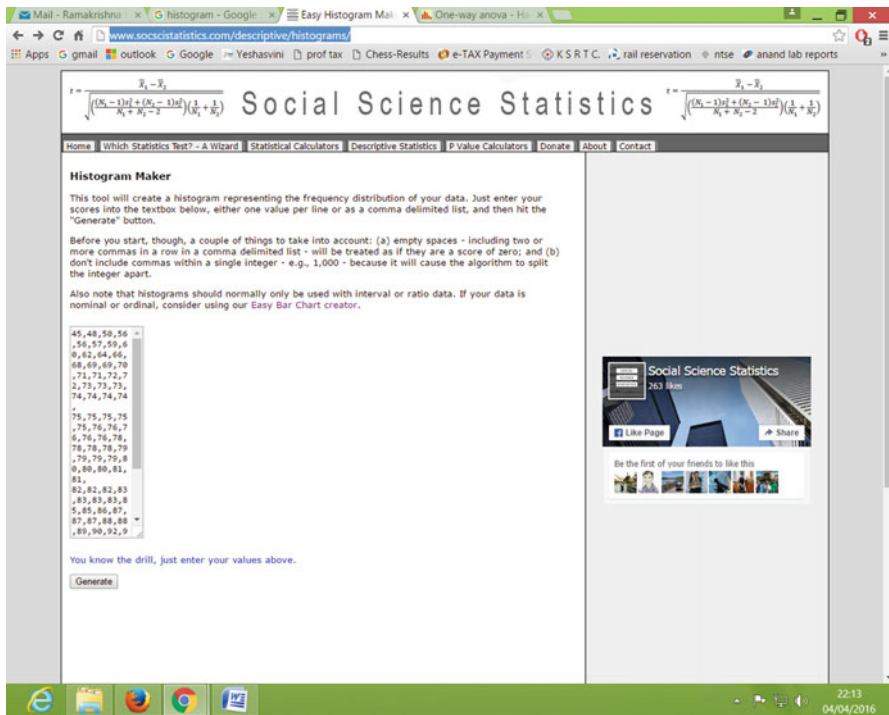 Mail - Ramakrishna
G histogram - Google
Easy Histogram Mak
One-way anova - Ha
www.socscistatistics.com/descriptive/histograms/
Apps G gmail outlook G Google Yeshasvini prof tax Chess-Results e-TAX Payment S K S R T C. rail reservation ntse anand lab reports »
Social Science Statistics
Home Which Statistics Test? - A Wizard Statistical Calculators Descriptive Statistics P Value Calculators Donate About Contact
Histogram Maker
This tool will create a histogram representing the frequency distribution of your data. Just enter your
scores into the textbox below, either one value per line or as a comma delimited list, and then hit the
"Generate" button.
Before you start, though, a couple of things to take into account: (a) empty spaces - including two or
more commas in a row in a comma delimited list - will be treated as if they are a score of zero; and (b)
don't include commas within a single integer - e.g., 1,000 - because it will cause the algorithm to split
the integer apart.
Also note that histograms should normally only be used with interval or ratio data. If your data is
nominal or ordinal, consider using our Easy Bar Chart creator.
45,48,50,56
,56,57,59,6
0,62,64,66,
68,69,69,70
,71,71,72,7
2,73,73,73,
74,74,74,74
,
75,75,75,75
,75,76,76,7
6,76,76,78,
78,78,78,79
,79,79,79,8
0,80,80,81,
81,
82,82,82,83
,83,83,83,8
5,85,86,87,
87,87,88,88
,89,90,92,9
Social Science Statistics
263 likes
Like Page
Share
Be the first of your friends to like this
You know the drill, just enter your values above.
Generate
22:13
04/04/2016